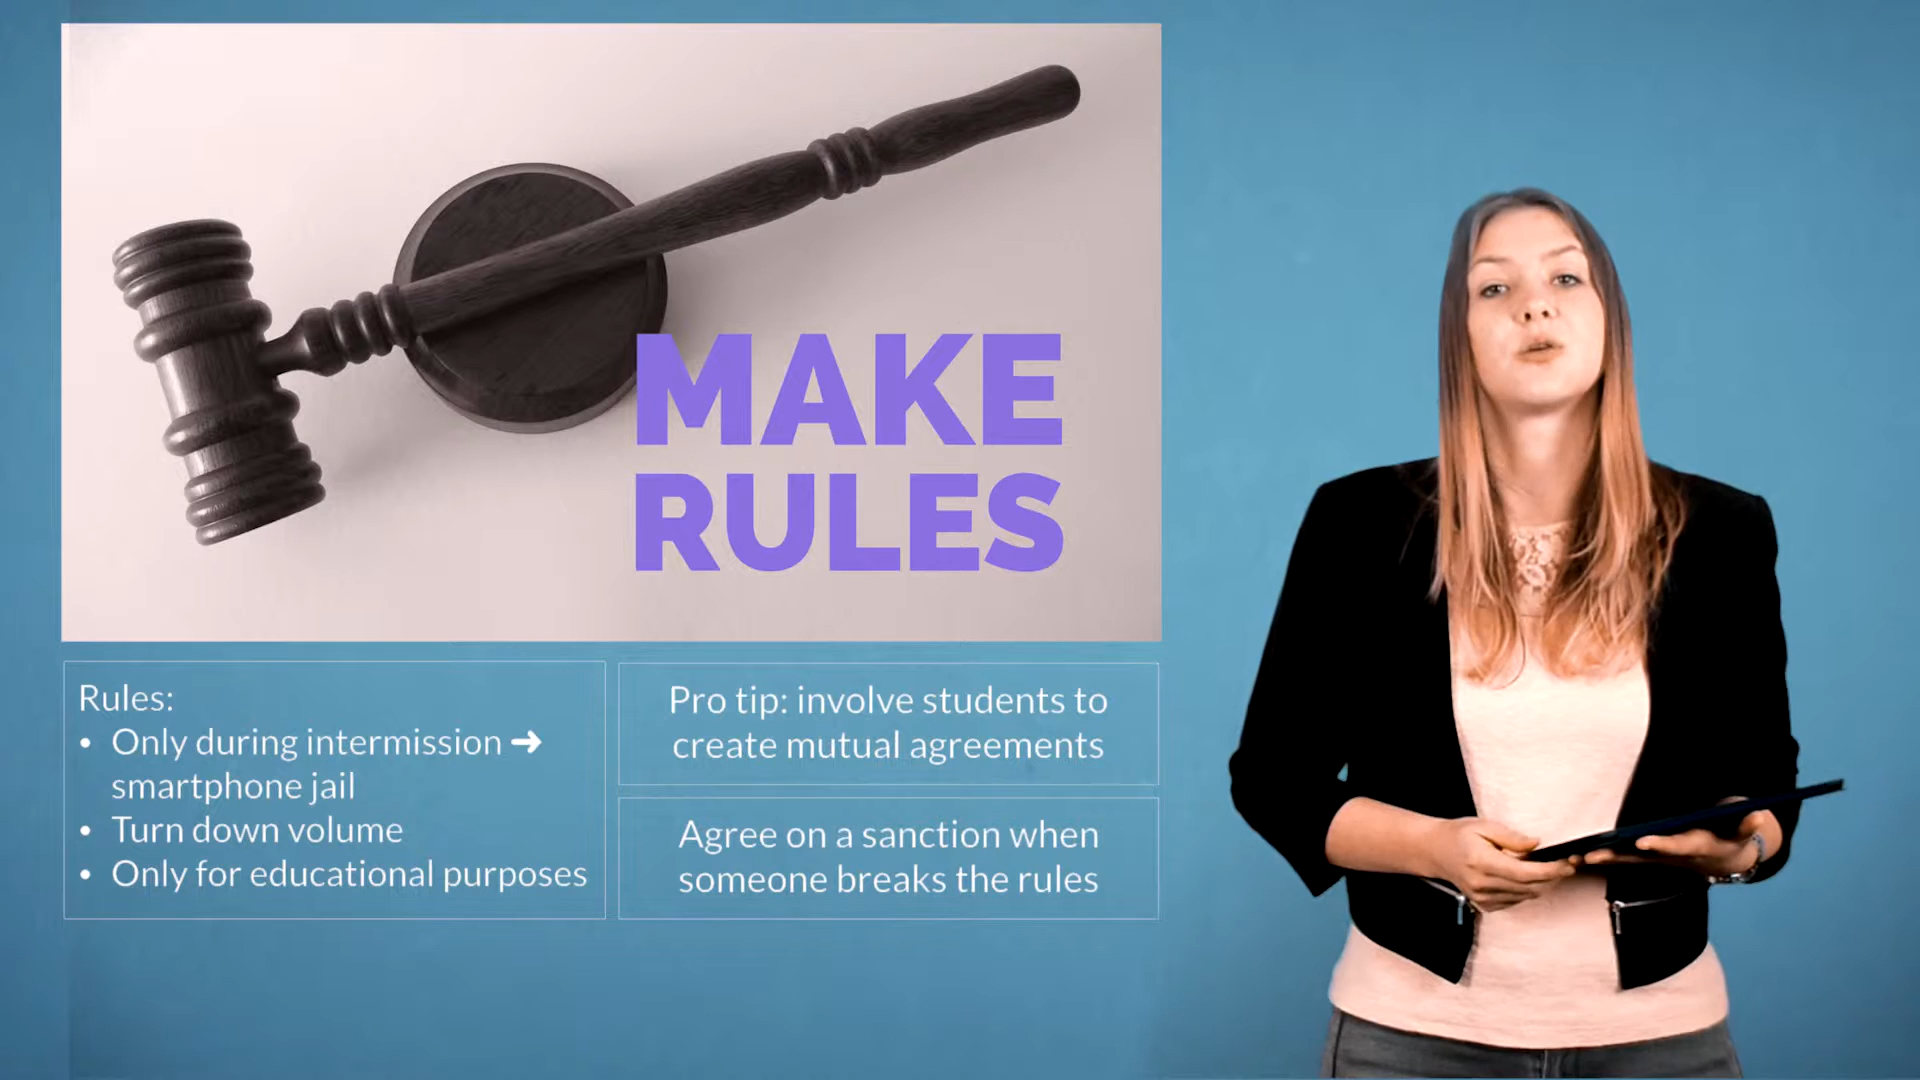 MAKE
RULES
Rules:
• Only during intermission ➜
smartphone jail
• Turn down volume
• Only for educational purposes
Pro tip: involve students to
create mutual agreements
Agree on a sanction when
someone breaks the rules